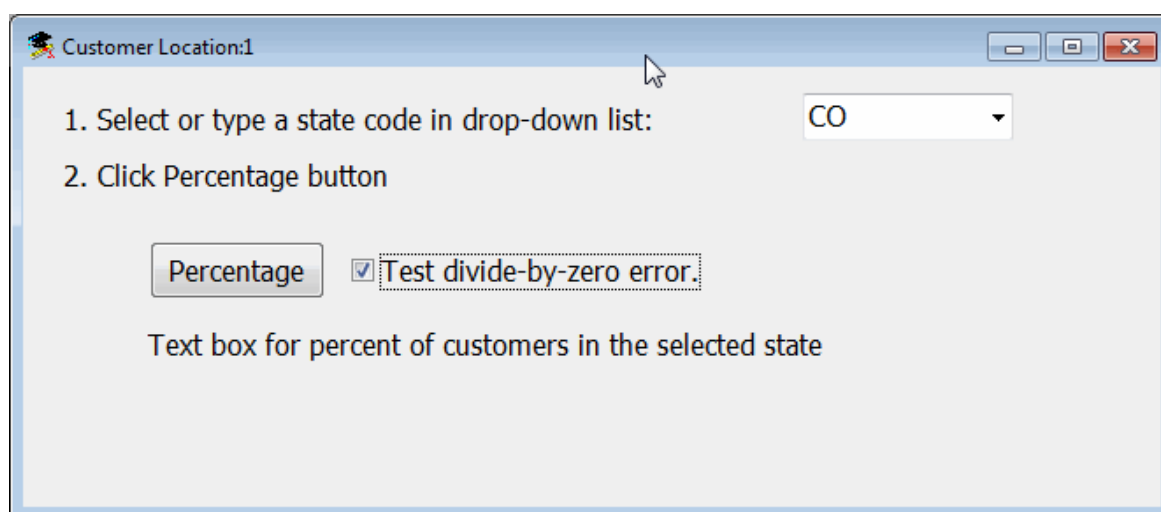 Customer Location:1
1. Select or type a state code in drop-down list: CO
2. Click Percentage button
Percentage Test divide-by-zero error.
Text box for percent of customers in the selected state